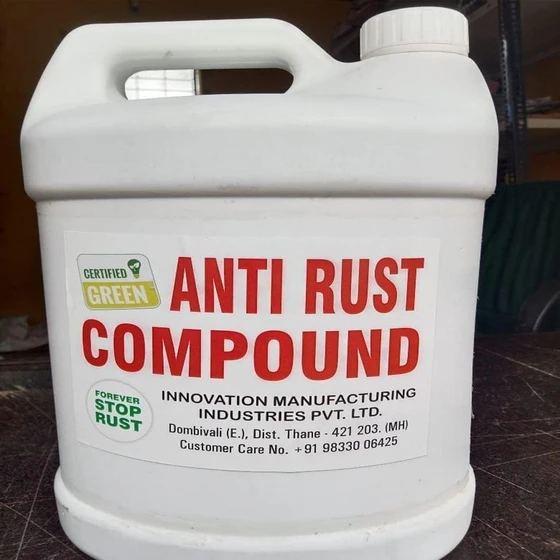 CERTIFIED
GREEN
ANTI RUST
COMPOUND
FOREVER
STOP
RUST
INNOVATION MANUFACTURING
INDUSTRIES PVT. LTD.
Dombivali (E.), Dist. Thane - 421 203. (MH)
Customer Care No. +91 98330 06425